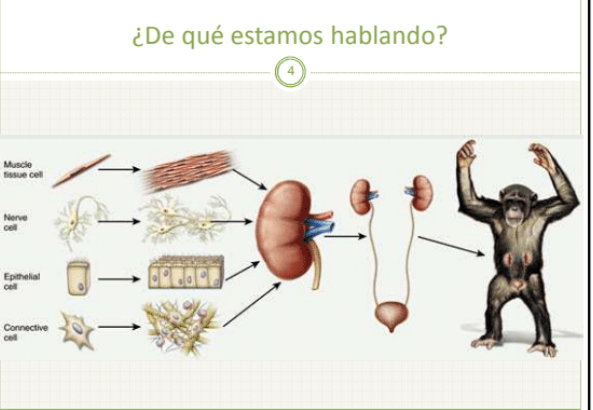 ¿De qué estamos hablando?
4
Muscle
tissue cell
Nerve
cell
Epithelial
cell
Connective
cell